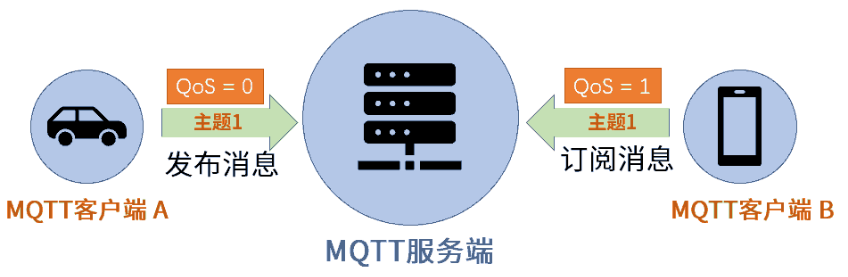 QoS = 0
主题1
发布消息
MQTT客户端 A
MQTT服务端
QoS = 1
主题1
订阅消息
MQTT客户端 B